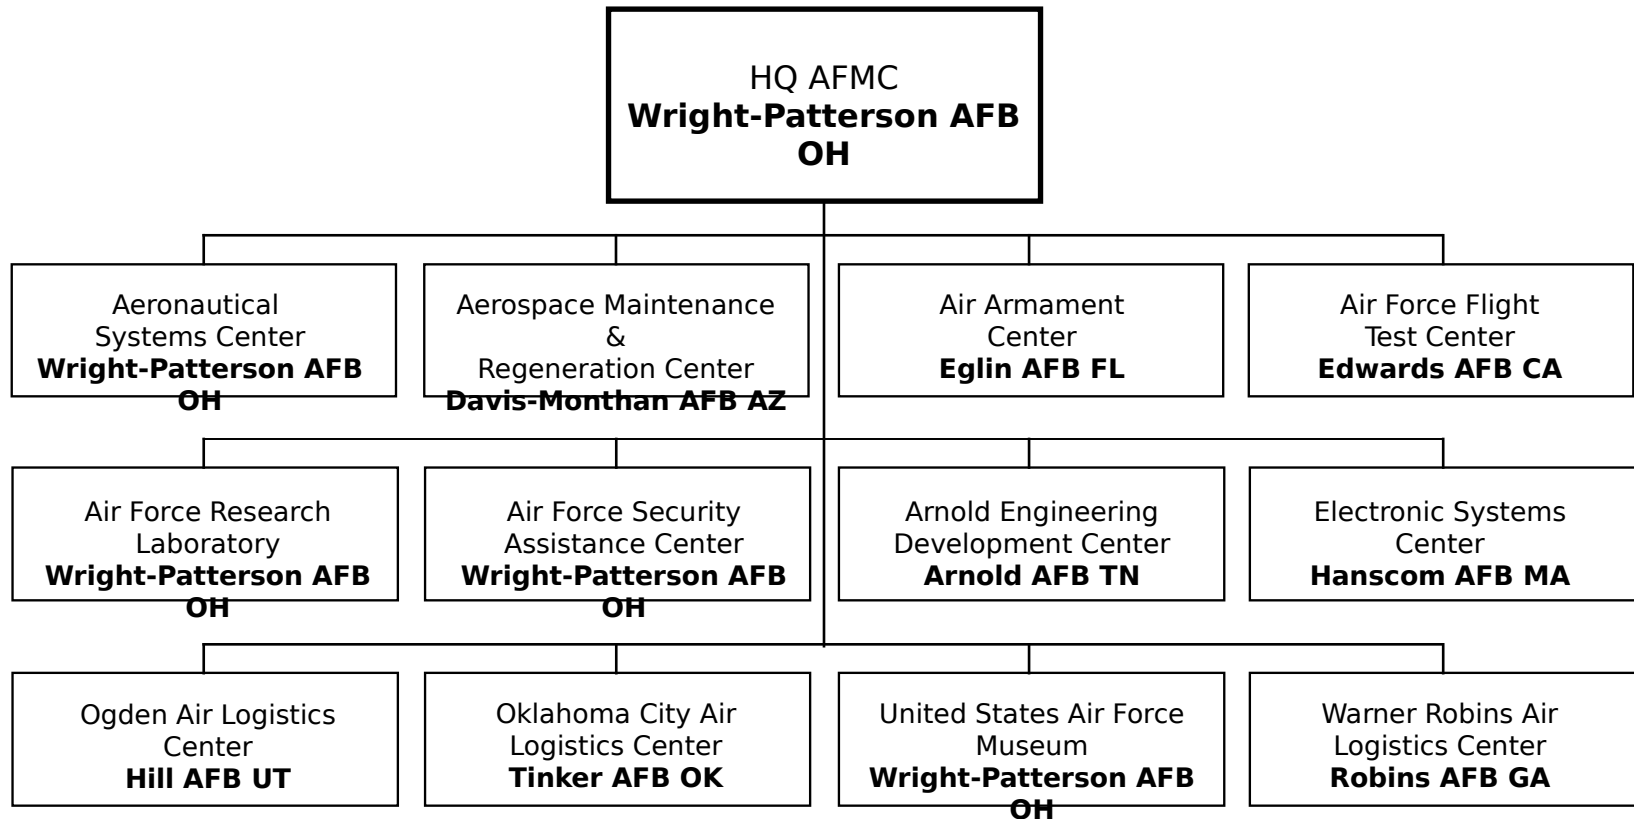 HQ AFMC
Wright-Patterson AFB
OH
Aeronautical
Systems Center
Wright-Patterson AFB
OH
Aerospace Maintenance
&
Regeneration Center
Davis-Monthan AFB AZ
Air Armament
Center
Eglin AFB FL
Air Force Flight
Test Center
Edwards AFB CA
Air Force Research
Laboratory
Wright-Patterson AFB
OH
Air Force Security
Assistance Center
Wright-Patterson AFB
OH
Arnold Engineering
Development Center
Arnold AFB TN
Electronic Systems
Center
Hanscom AFB MA
Ogden Air Logistics
Center
Hill AFB UT
Oklahoma City Air
Logistics Center
Tinker AFB OK
United States Air Force
Museum
Wright-Patterson AFB
OH
Warner Robins Air
Logistics Center
Robins AFB GA